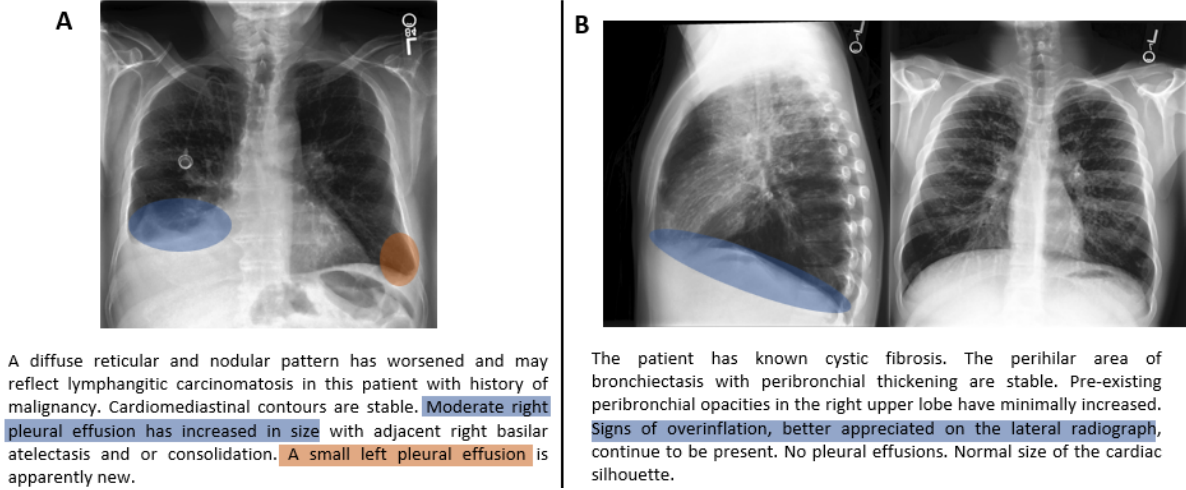 A
B
L
L
L
A diffuse reticular and nodular pattern has worsened and may
reflect lymphangitic carcinomatosis in this patient with history of
malignancy. Cardiomediastinal contours are stable. Moderate right
pleural effusion has increased in size with adjacent right basilar
atelectasis and or consolidation. A small left pleural effusion is
apparently new.
The patient has known cystic fibrosis. The perihilar area of
bronchiectasis with peribronchial thickening are stable. Pre-existing
peribronchial opacities in the right upper lobe have minimally increased.
Signs of overinflation, better appreciated on the lateral radiograph,
continue to be present. No pleural effusions. Normal size of the cardiac
silhouette.